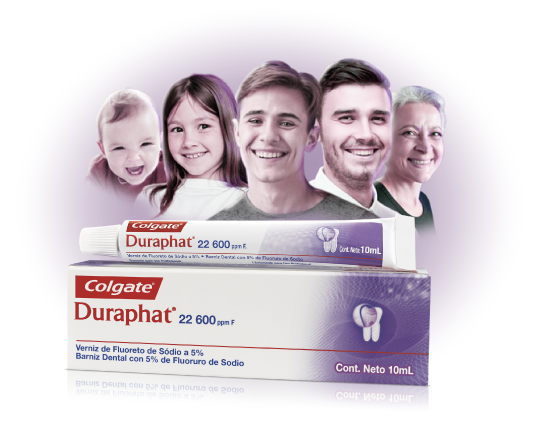 Colgate®
Duraphat® 22 600 ppm F.
Verniz de Fluoreto de Sódio a 5% • Barniz Dental con 5% de Fluoruro de Sodio
Cont. Neto 10mL
Colgate®
Duraphat® 22 600 ppm F
Verniz de Fluoreto de Sódio a 5%
Barniz Dental con 5% de Fluoruro de Sodio
Cont. Neto 10mL